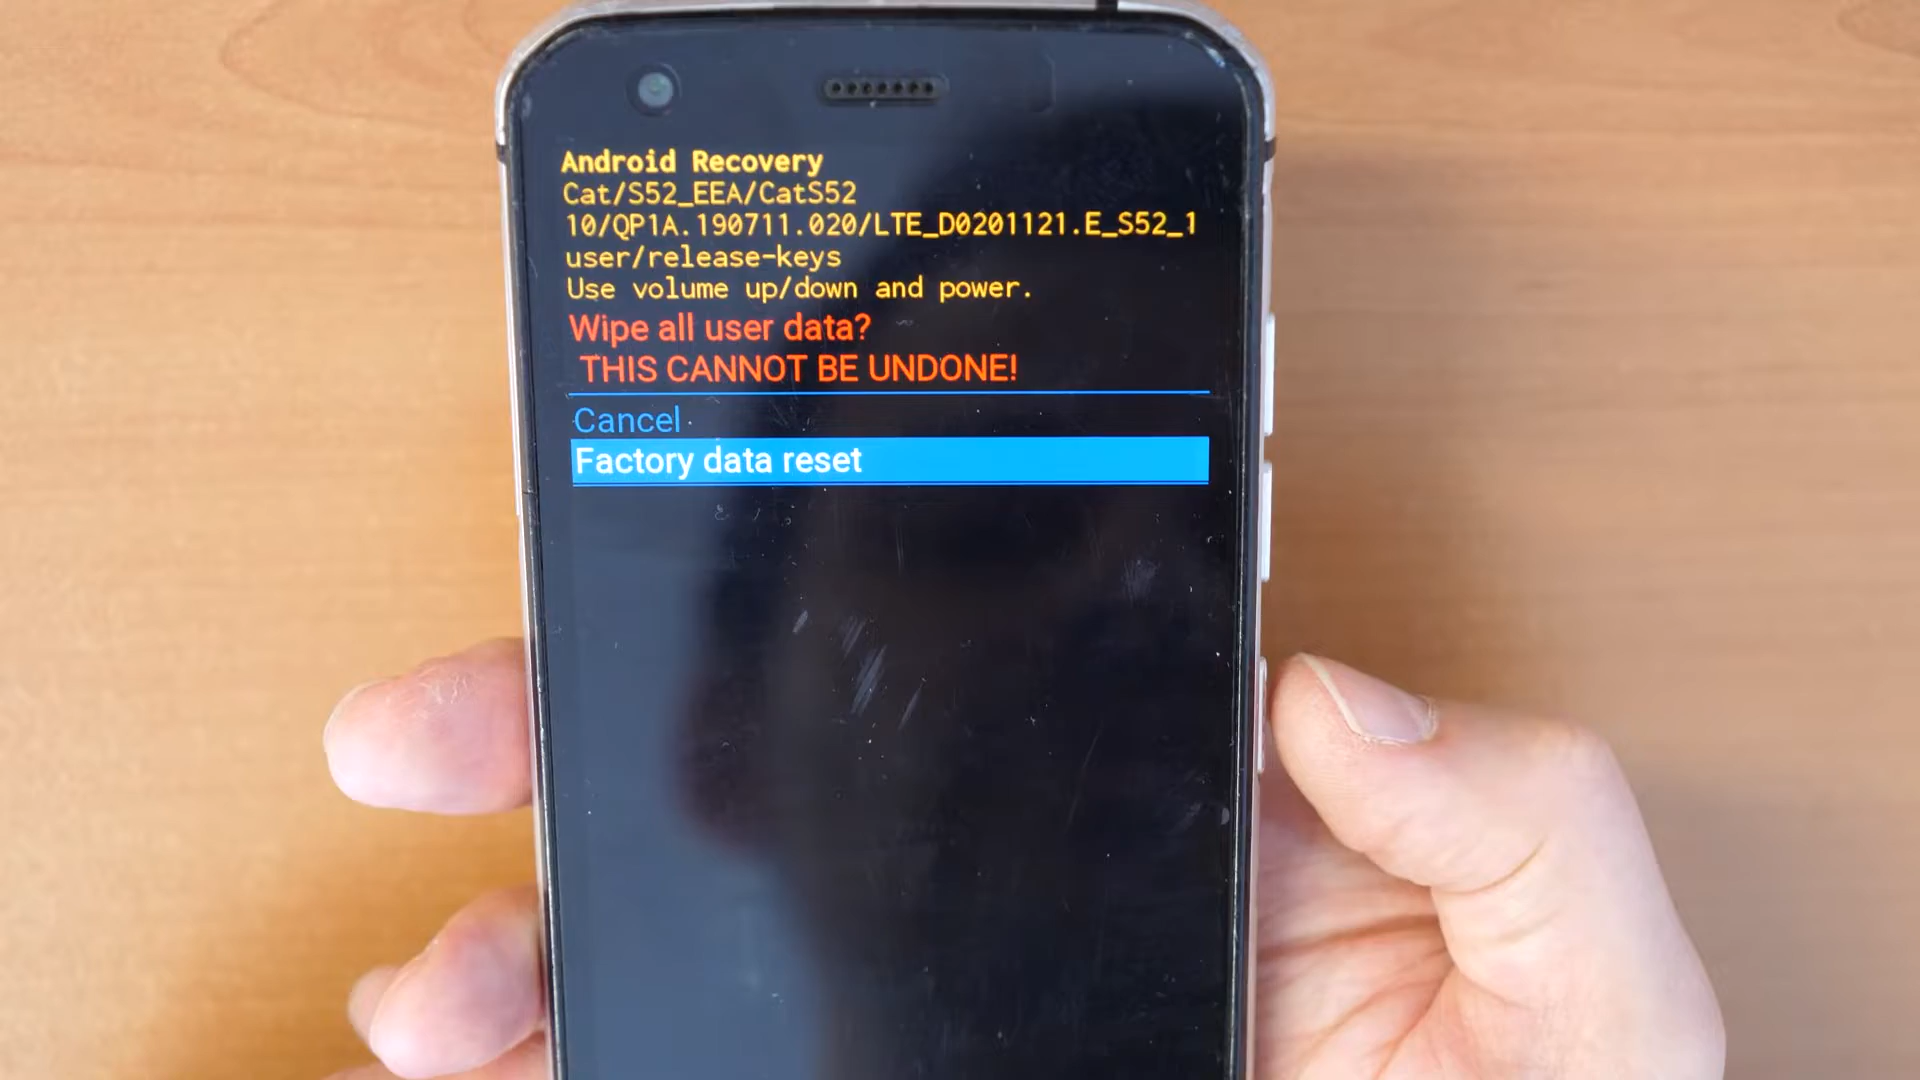 Android Recovery
Cat/S52_EEA/CatS52
10/QP1A.190711.020/LTE_D0201121.E_S52_1
user/release-keys
Use volume up/down and power.
Wipe all user data?
THIS CANNOT BE UNDONE!
Cancel
Factory data reset